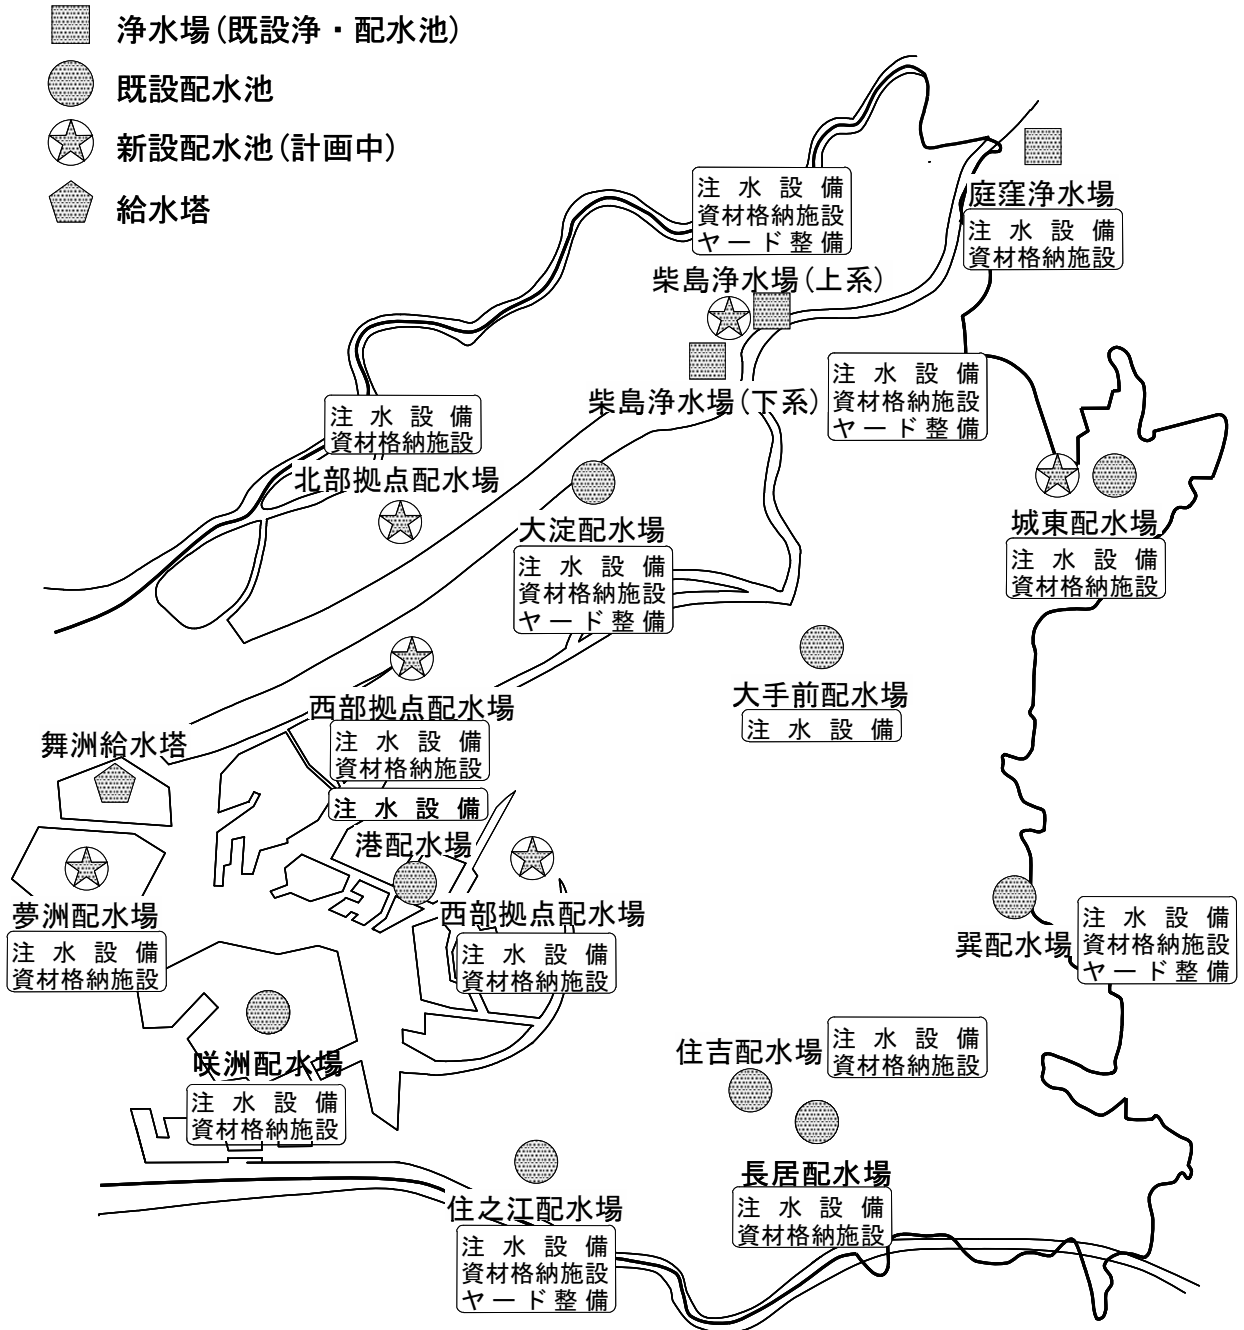 浄水場(既設浄・配水池)
既設配水池
新設配水池(計画中)
給水塔
注水設備
資材格納施設
ヤード整備
庭窪浄水場
注水設備
資材格納施設
柴島浄水場(上系)
柴島浄水場(下系)
注水設備
資材格納施設
ヤード整備
注水設備
資材格納施設
北部拠点配水場
大淀配水場
注水設備
資材格納施設
ヤード整備
城東配水場
注水設備
資材格納施設
大手前配水場
注水設備
西部拠点配水場
注水設備
資材格納施設
舞洲給水塔
注水設備
港配水場
夢洲配水場
注水設備
資材格納施設
西部拠点配水場
注水設備
資材格納施設
巽配水場
注水設備
資材格納施設
ヤード整備
咲洲配水場
注水設備
資材格納施設
住吉配水場
注水設備
資材格納施設
長居配水場
注水設備
資材格納施設
住之江配水場
注水設備
資材格納施設
ヤード整備